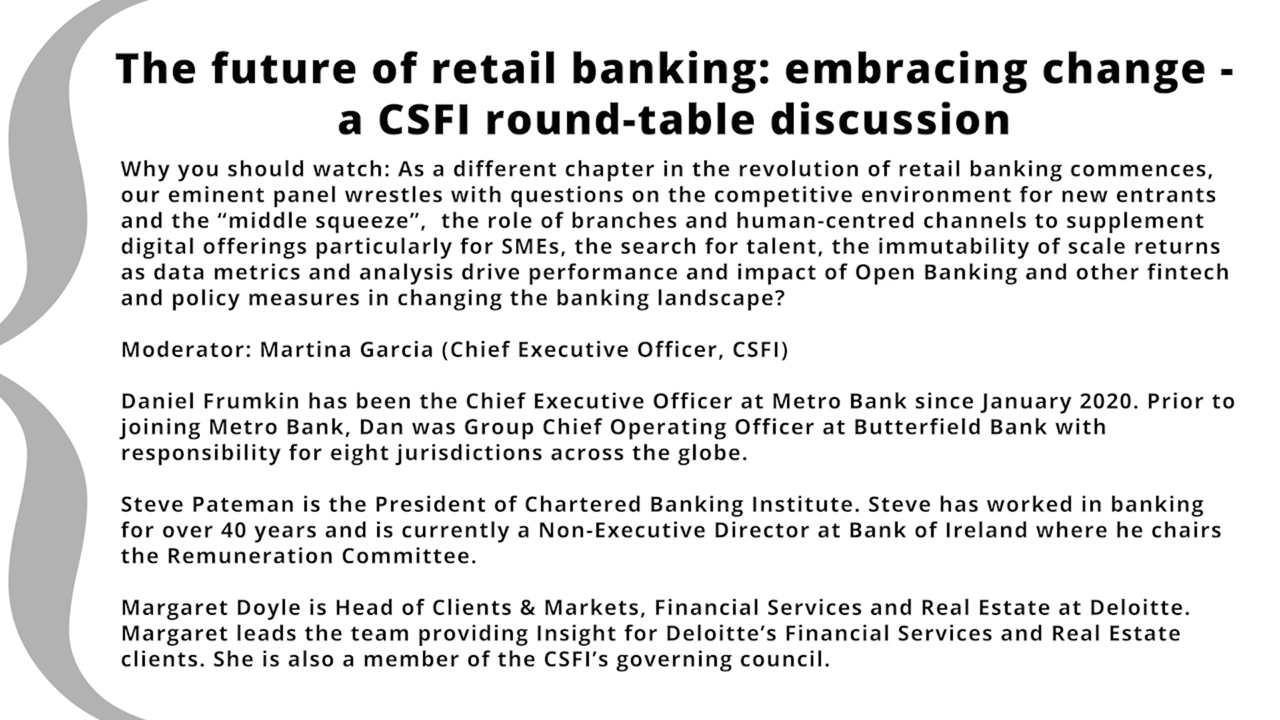 The future of retail banking: embracing change -
a CSFI round-table discussion
Why you should watch: As a different chapter in the revolution of retail banking commences,
our eminent panel wrestles with questions on the competitive environment for new entrants
and the “middle squeeze”,  the role of branches and human-centred channels to supplement
digital offerings particularly for SMEs, the search for talent, the immutability of scale returns
as data metrics and analysis drive performance and impact of Open Banking and other fintech
and policy measures in changing the banking landscape?
Moderator: Martina Garcia (Chief Executive Officer, CSFI)
Daniel Frumkin has been the Chief Executive Officer at Metro Bank since January 2020. Prior to
joining Metro Bank, Dan was Group Chief Operating Officer at Butterfield Bank with
responsibility for eight jurisdictions across the globe.
Steve Pateman is the President of Chartered Banking Institute. Steve has worked in banking
for over 40 years and is currently a Non-Executive Director at Bank of Ireland where he chairs
the Remuneration Committee.
Margaret Doyle is Head of Clients & Markets, Financial Services and Real Estate at Deloitte.
Margaret leads the team providing Insight for Deloitte’s Financial Services and Real Estate
clients. She is also a member of the CSFI’s governing council.